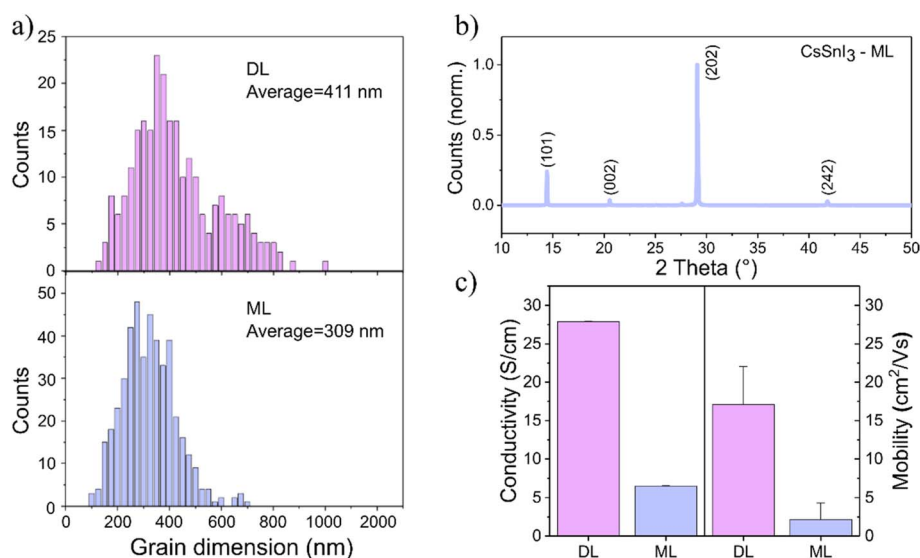 a)
25
20
15
10
5
0
Counts
DL
Average=411 nm
50
40
30
20
10
0
Counts
ML
Average=309 nm
0 200 400 600 800 1000 2000
Grain dimension (nm)
b)
CsSnI3 - ML
1.0
0.5
0.0
Counts (norm.)
(101)
(002)
(202)
(242)
10 15 20 25 30 35 40 45 50
2 Theta (°)
c)
30
25
20
15
10
5
0
Conductivity (S/cm)
30
25
20
15
10
5
0
Mobility (cm²/Vs)
DL ML DL ML